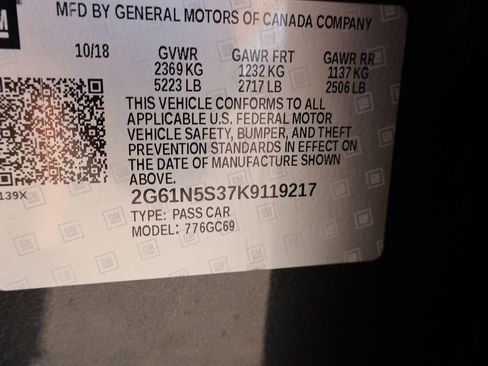 GM
MFD BY GENERAL MOTORS OF CANADA COMPANY
10/18 GVWR GAWR FRT GAWR RR
2369 KG 1232 KG 1137 KG
5223 LB 2717 LB 2506 LB
THIS VEHICLE CONFORMS TO ALL
APPLICABLE U.S. FEDERAL MOTOR
VEHICLE SAFETY, BUMPER, AND THEFT
PREVENTION STANDARDS IN EFFECT ON
THE DATE OF MANUFACTURE SHOWN
ABOVE.
139X
2G61N5S37K9119217
TYPE: PASS CAR
MODEL: 776GC69